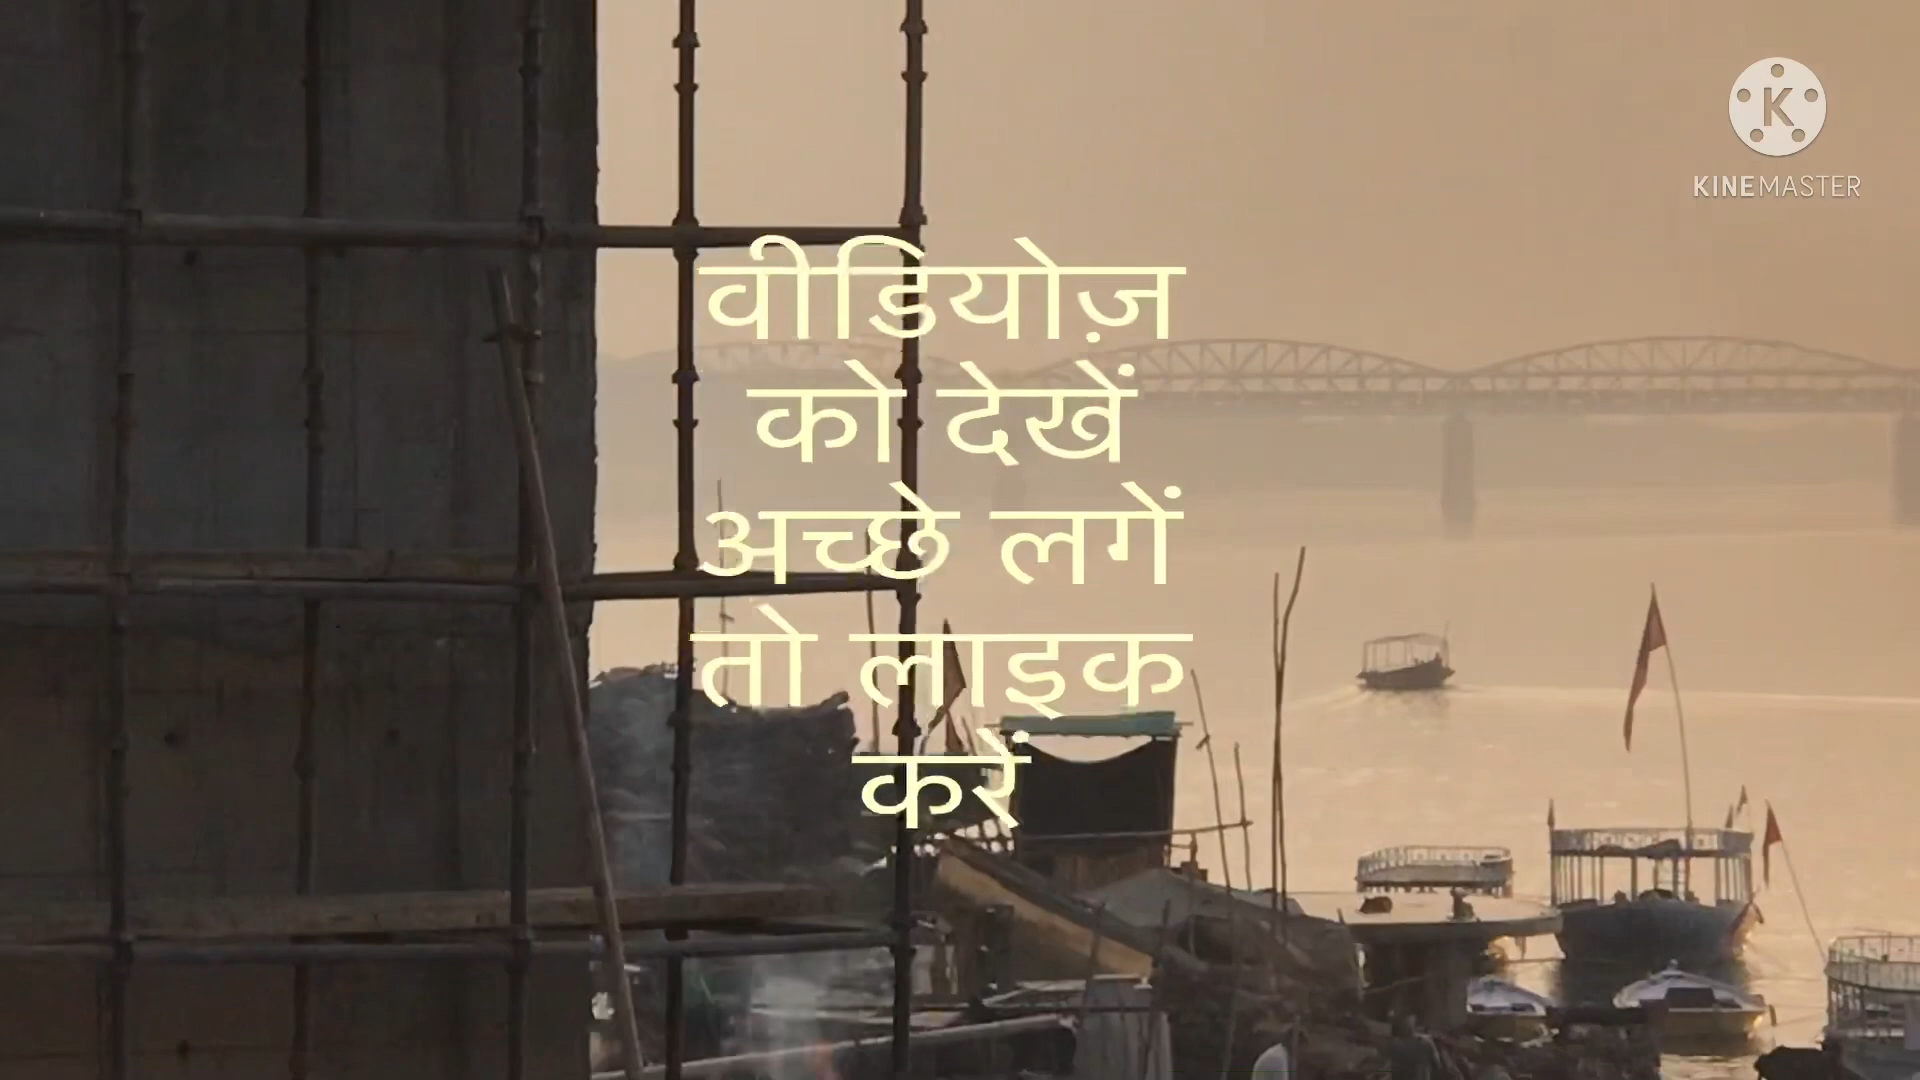 वीडियोज़
को देखें
अच्छे लगें
तो लाइक
करें
K
KINEMASTER